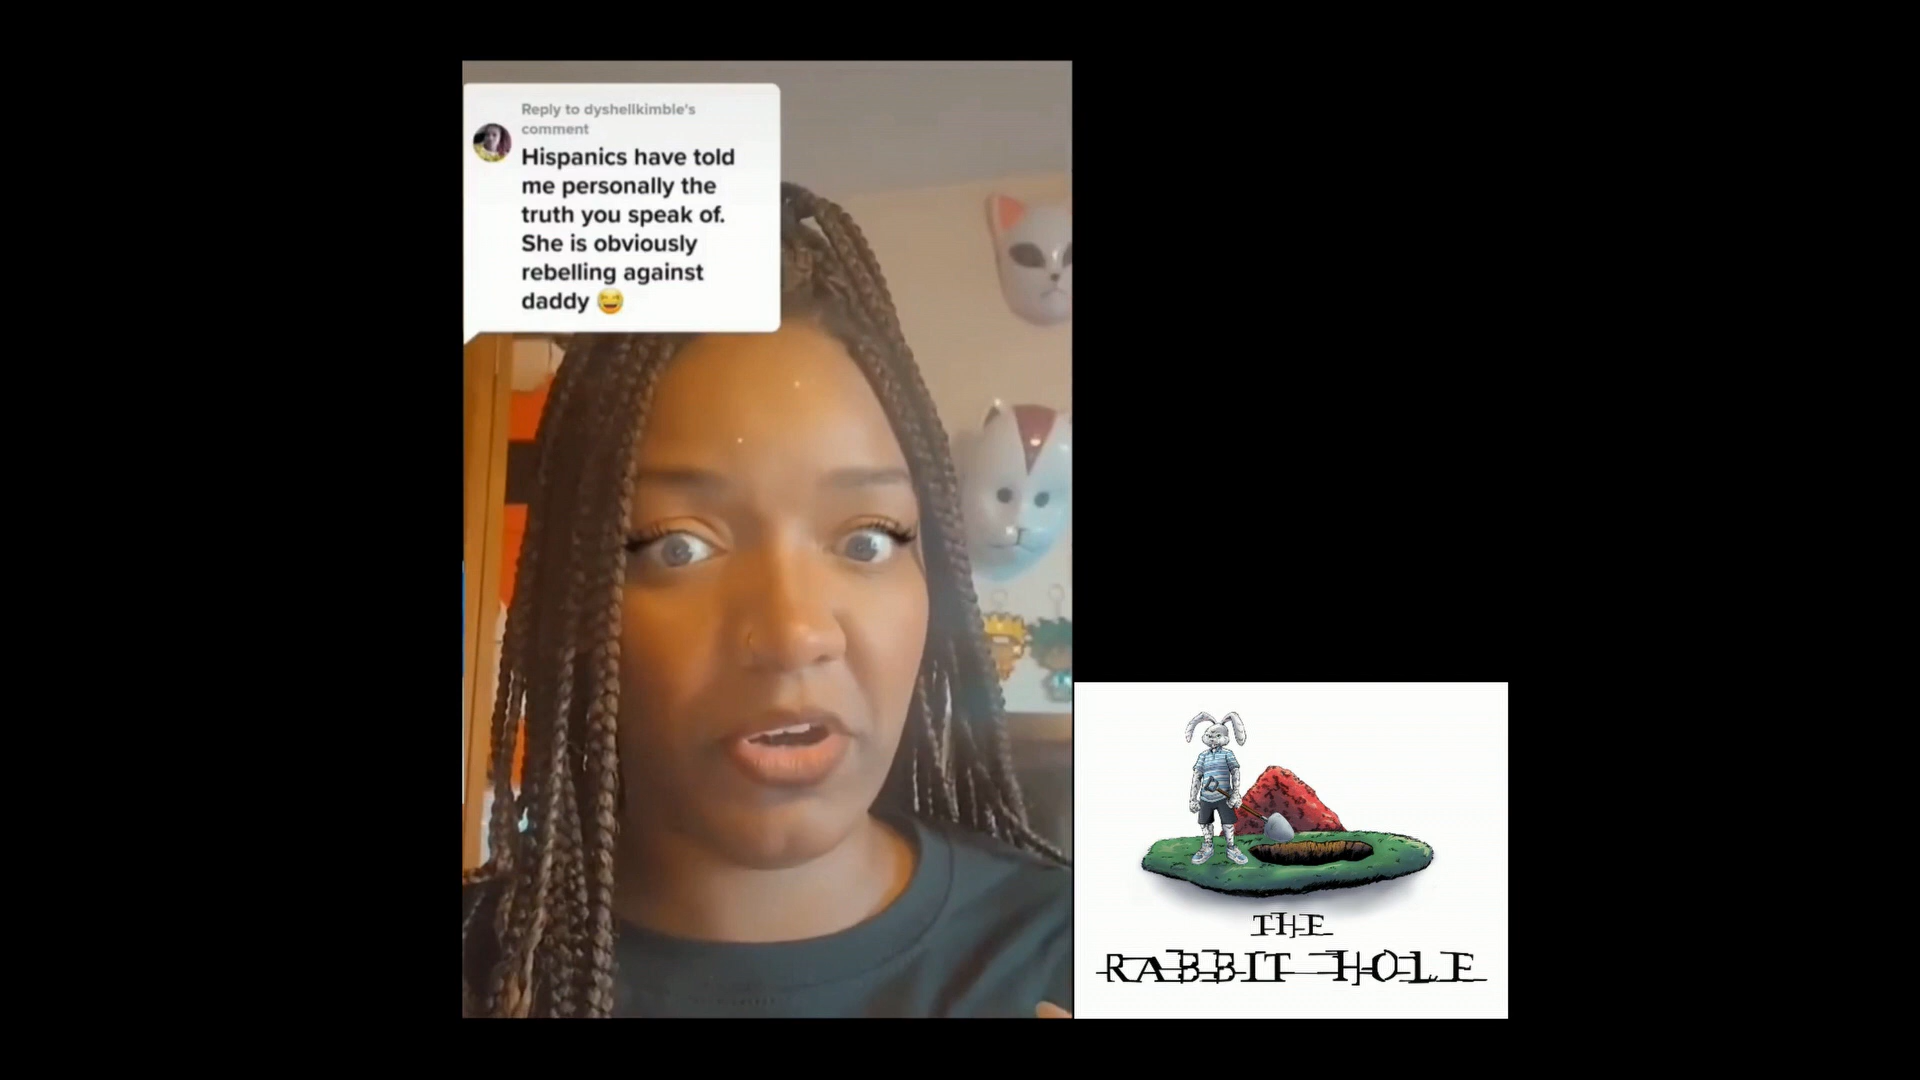 Reply to dyshellkimble's
comment
Hispanics have told
me personally the
truth you speak of.
She is obviously
rebelling against
daddy 😆
THE
RABBIT HOLE